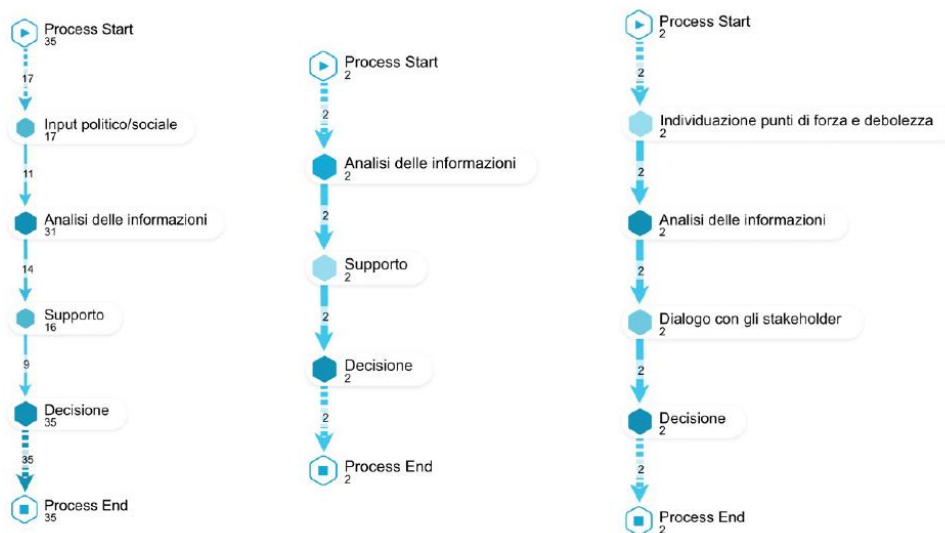 Process Start
35
17
Input politico/sociale
17
11
Analisi delle informazioni
31
14
Supporto
16
9
Decisione
35
35
Process End
35
Process Start
2
2
Analisi delle informazioni
2
2
Supporto
2
2
Decisione
2
2
Process End
2
Process Start
2
2
Individuazione punti di forza e debolezza
2
2
Analisi delle informazioni
2
2
Dialogo con gli stakeholder
2
2
Decisione
2
2
Process End
2